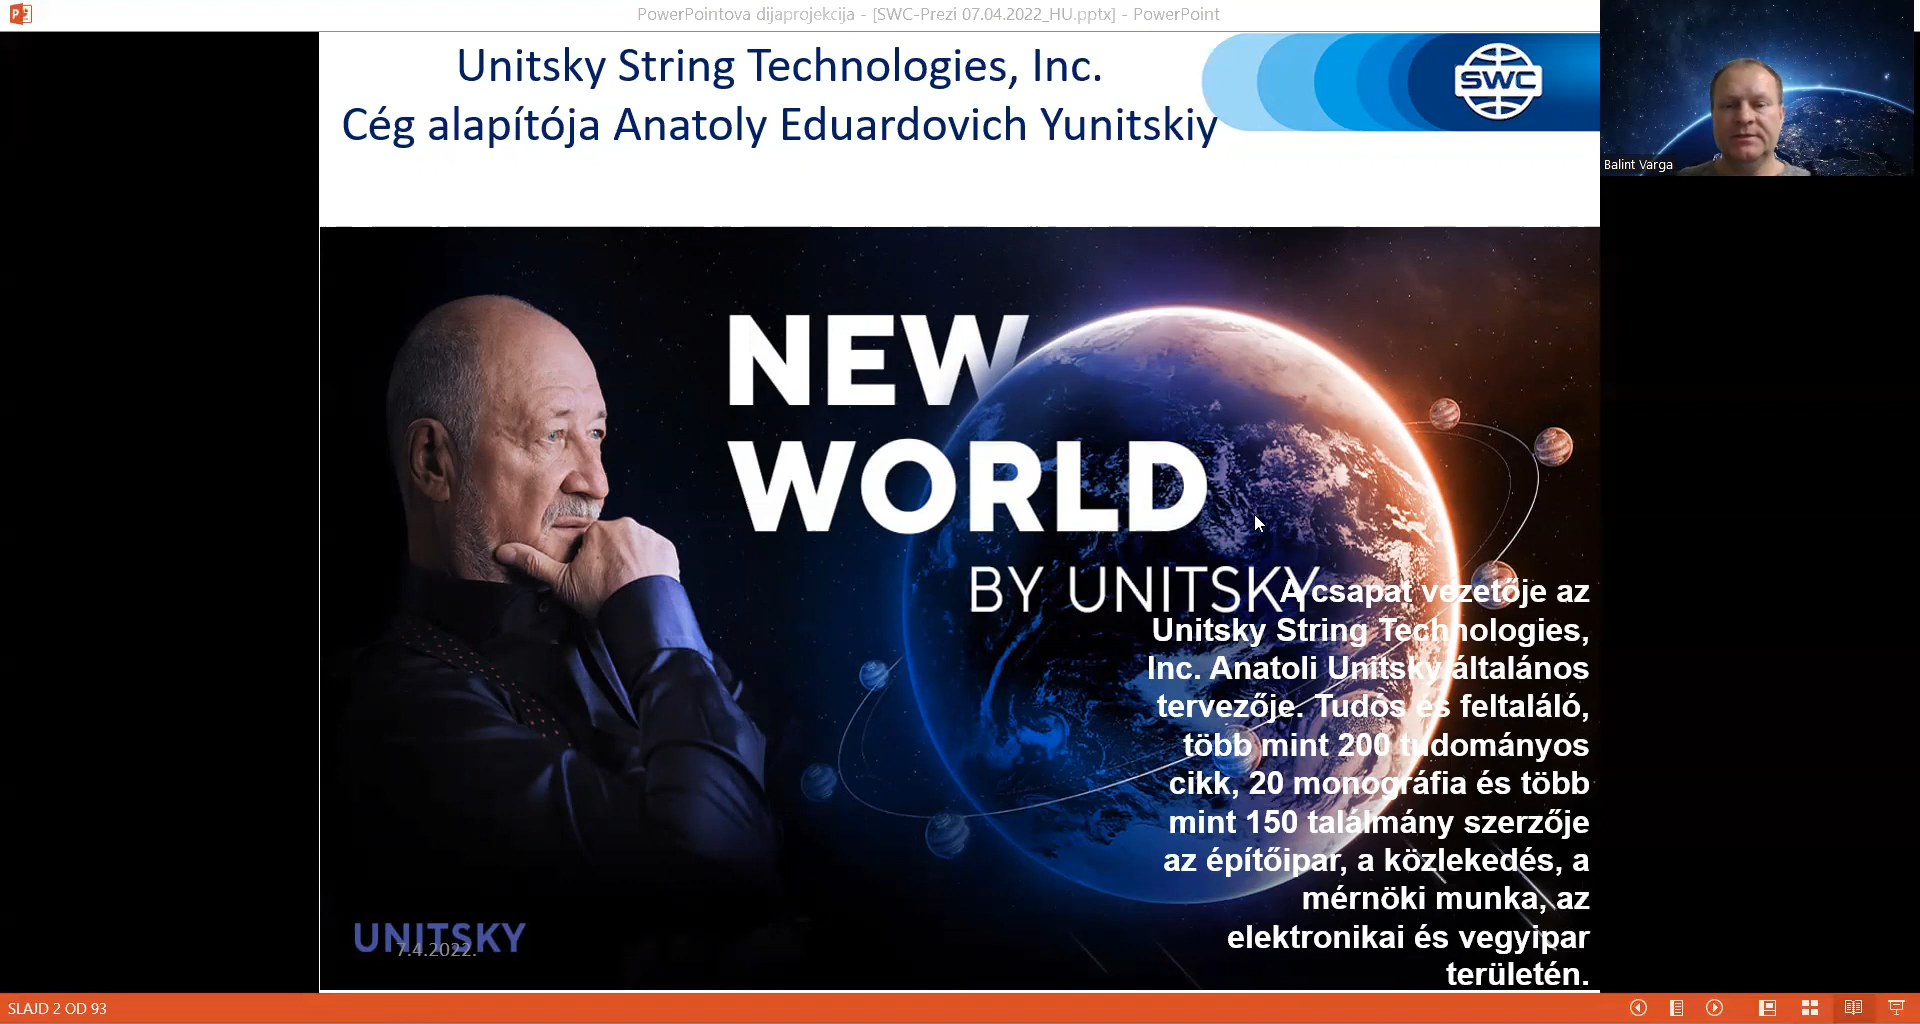 PowerPointova dijaprojekcija - [SWC-Prezi 07.04.2022_HU.pptx] - PowerPoint
Unitsky String Technologies, Inc.
Cég alapítója Anatoly Eduardovich Yunitskiy
SWC
Balint Varga
NEW
WORLD
BY UNITSKY
A csapat vezetője az
Unitsky String Technologies,
Inc. Anatoli Unitsky általános
tervezője. Tudós és feltaláló,
több mint 200 tudományos
cikk, 20 monográfia és több
mint 150 találmány szerzője
az építőipar, a közlekedés, a
mérnöki munka, az
elektronikai és vegyipar
területén.
UNITSKY
7.4.2022.
SLAJD 2 OD 93